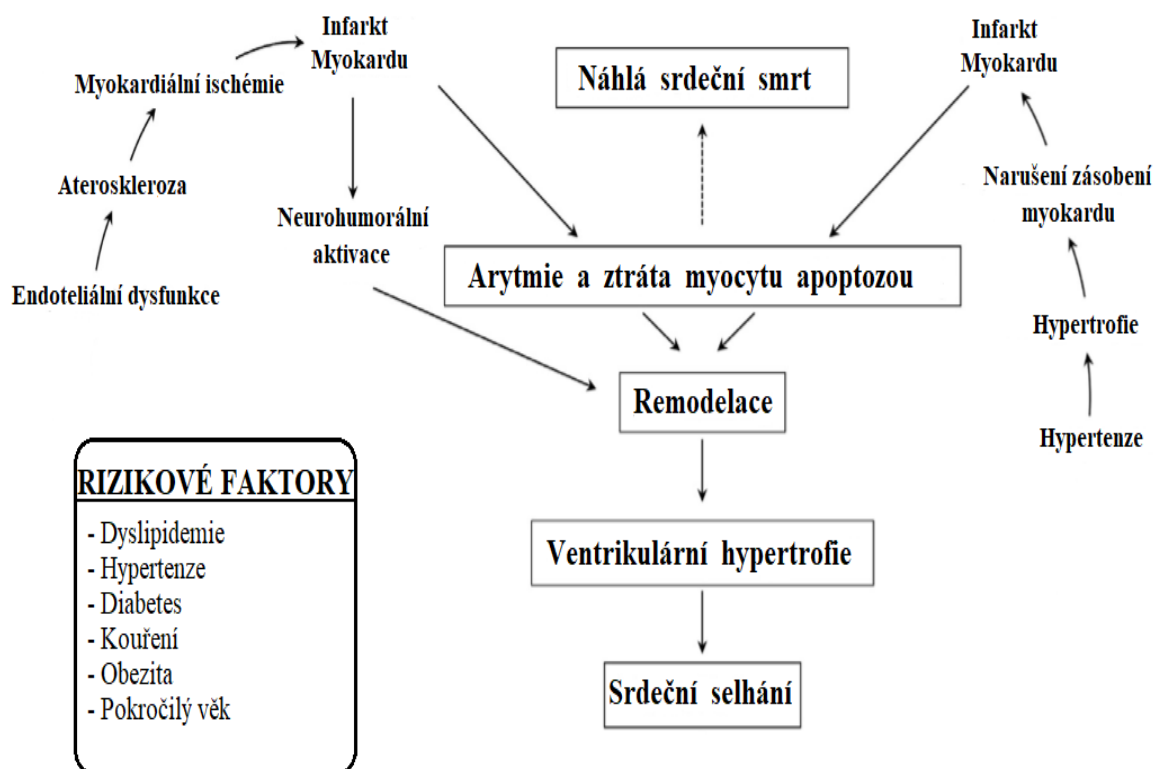 Infarkt
Myokardu
Myokardiální ischémie
Ateroskleroza
Endoteliální dysfunkce
Neurohumorální
aktivace
Náhlá srdeční smrt
Infarkt
Myokardu
Narušení zásobení
myokardu
Hypertrofie
Hypertenze
Arytmie a ztráta myocytu apoptozou
Remodelace
Ventrikulární hypertrofie
Srdeční selhání
RIZIKOVÉ FAKTORY
- Dyslipidemie
- Hypertenze
- Diabetes
- Kouření
- Obezita
- Pokročilý věk